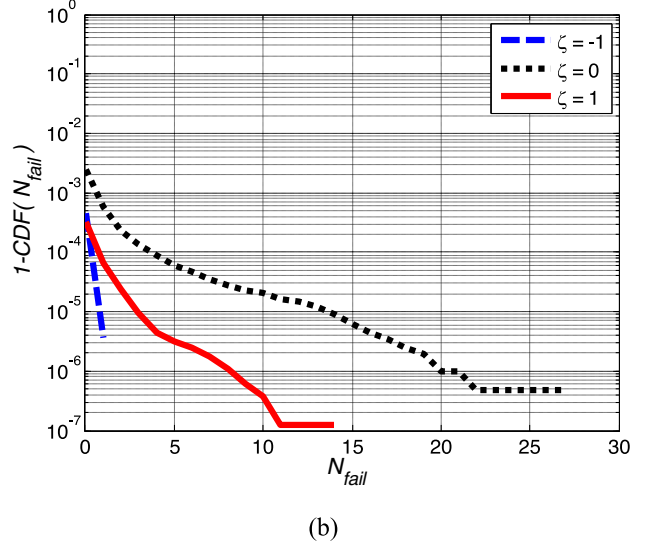 10^0
10^-1
10^-2
10^-3
10^-4
10^-5
10^-6
10^-7
1-CDF(N_fail)
ζ = -1
ζ = 0
ζ = 1
0 5 10 15 20 25 30
N_fail
(b)